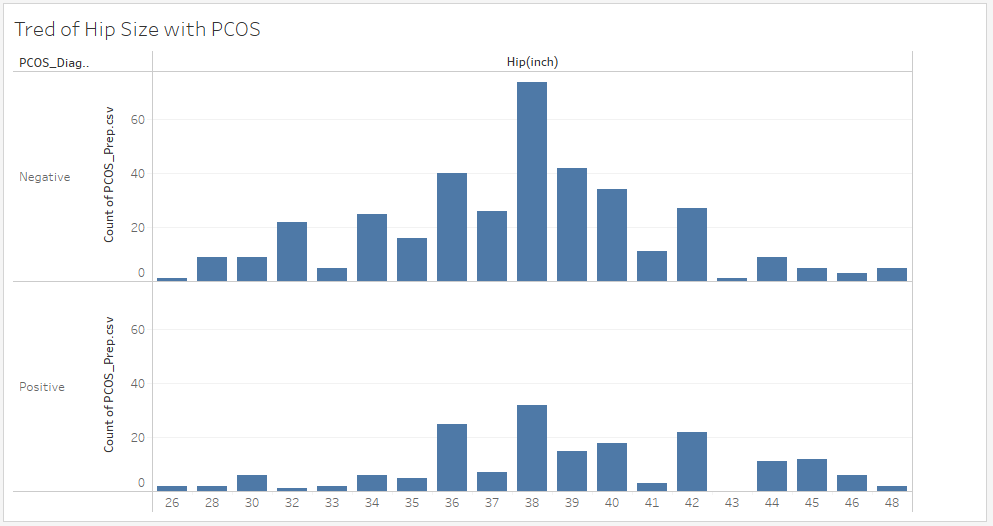 Tred of Hip Size with PCOS
PCOS_Diag..
Hip(inch)
Negative
Count of PCOS_Prep.csv
60
40
20
0
Positive
Count of PCOS_Prep.csv
60
40
20
0
26 28 30 32 33 34 35 36 37 38 39 40 41 42 43 44 45 46 48